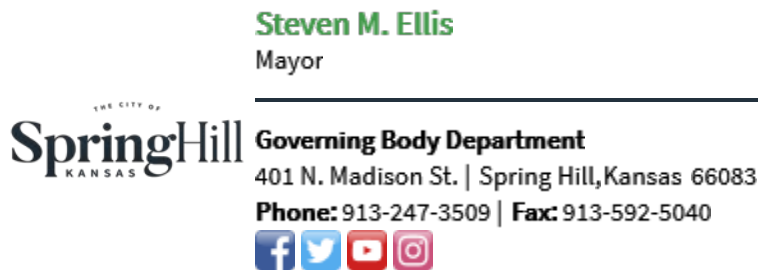 Steven M. Ellis
Mayor
THE CITY OF
SpringHill
KANSAS
Governing Body Department
401 N. Madison St. | Spring Hill,Kansas 66083
Phone: 913-247-3509 | Fax: 913-592-5040